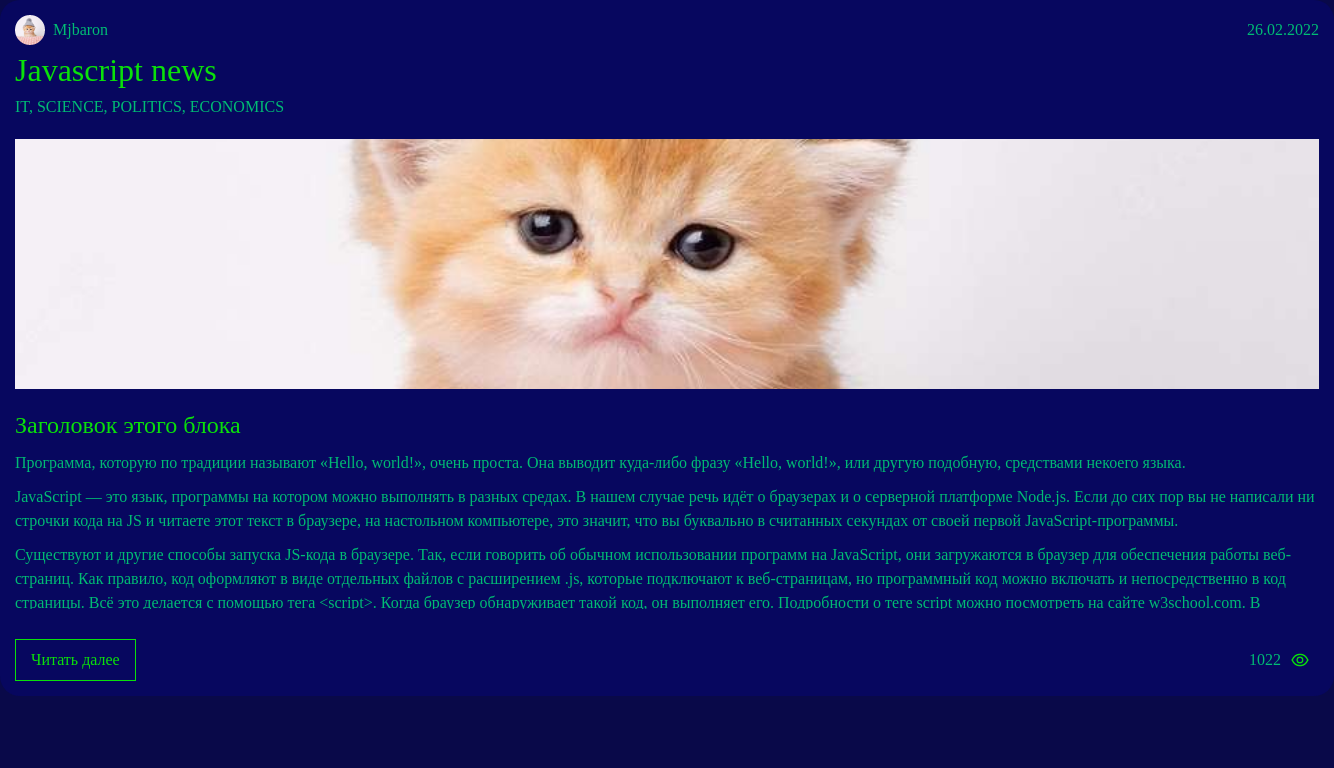 Mjbaron
26.02.2022
Javascript news
IT, SCIENCE, POLITICS, ECONOMICS
Заголовок этого блока
Программа, которую по традиции называют «Hello, world!», очень проста. Она выводит куда-либо фразу «Hello, world!», или другую подобную, средствами некоего языка.
JavaScript — это язык, программы на котором можно выполнять в разных средах. В нашем случае речь идёт о браузерах и о серверной платформе Node.js. Если до сих пор вы не написали ни
строчки кода на JS и читаете этот текст в браузере, на настольном компьютере, это значит, что вы буквально в считанных секундах от своей первой JavaScript-программы.
Существуют и другие способы запуска JS-кода в браузере. Так, если говорить об обычном использовании программ на JavaScript, они загружаются в браузер для обеспечения работы веб-
страниц. Как правило, код оформляют в виде отдельных файлов с расширением .js, которые подключают к веб-страницам, но программный код можно включать и непосредственно в код
страницы. Всё это делается с помощью тега <script>. Когда браузер обнаруживает такой код, он выполняет его. Подробности о теге script можно посмотреть на сайте w3school.com. В
Читать далее
1022